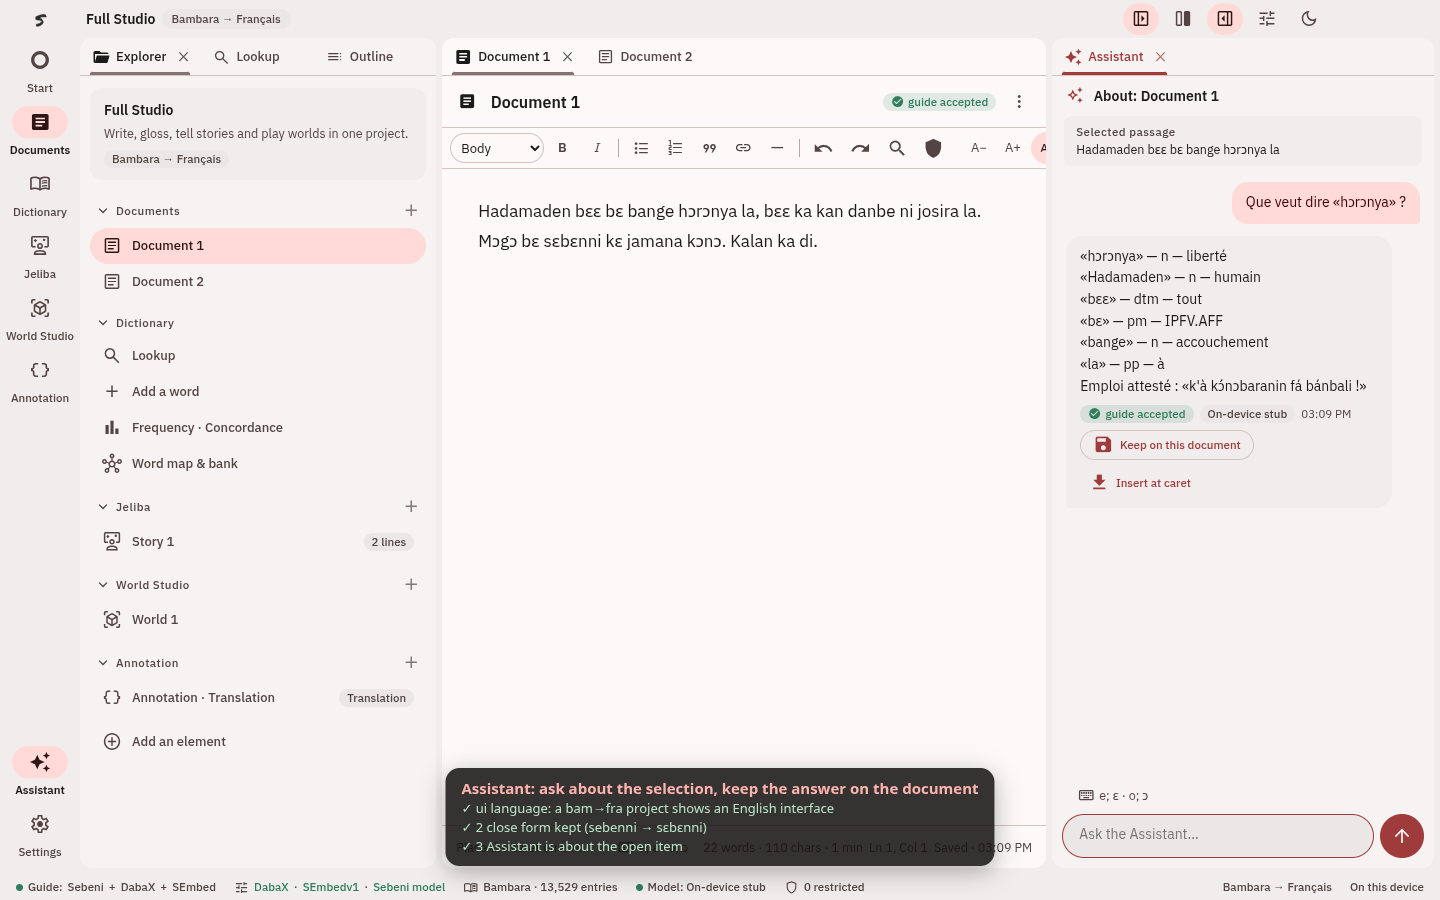 Full Studio
Bambara → Français
Start
Documents
Dictionary
Jeliba
World Studio
Annotation
Assistant
Settings
Explorer
Lookup
Outline
Full Studio
Write, gloss, tell stories and play worlds in one project.
Bambara → Français
Documents
Document 1
Document 2
Dictionary
Lookup
Add a word
Frequency · Concordance
Word map & bank
Jeliba
Story 1
2 lines
World Studio
World 1
Annotation
Annotation · Translation
Translation
Add an element
Document 1
Document 2
Document 1
guide accepted
Body
B
I
A−
A+
Hadamaden bɛɛ bɛ bange hɔrɔnya la, bɛɛ ka kan danbe ni josira la.
Mɔgɔ bɛ sɛbɛnni kɛ jamana kɔnɔ. Kalan ka di.
Assistant: ask about the selection, keep the answer on the document
✓ ui language: a bam→fra project shows an English interface
✓ 2 close form kept (sebenni → sɛbɛnni)
✓ 3 Assistant is about the open item
22 words · 110 chars · 1 min
Ln 1, Col 1
Saved · 03:09 PM
Assistant
About: Document 1
Selected passage
Hadamaden bɛɛ bɛ bange hɔrɔnya la
Que veut dire «hɔrɔnya» ?
«hɔrɔnya» — n — liberté
«Hadamaden» — n — humain
«bɛɛ» — dtm — tout
«bɛ» — pm — IPFV.AFF
«bange» — n — accouchement
«la» — pp — à
Emploi attesté : «k'à kɔ́nɔbaranin fá bánbali !»
guide accepted
On-device stub
03:09 PM
Keep on this document
Insert at caret
e; ɛ · o; ɔ
Ask the Assistant...
Guide: Sebeni + DabaX + SEmbed
DabaX · SEmbedv1 · Sebeni model
Bambara · 13,529 entries
Model: On-device stub
0 restricted
Bambara → Français
On this device